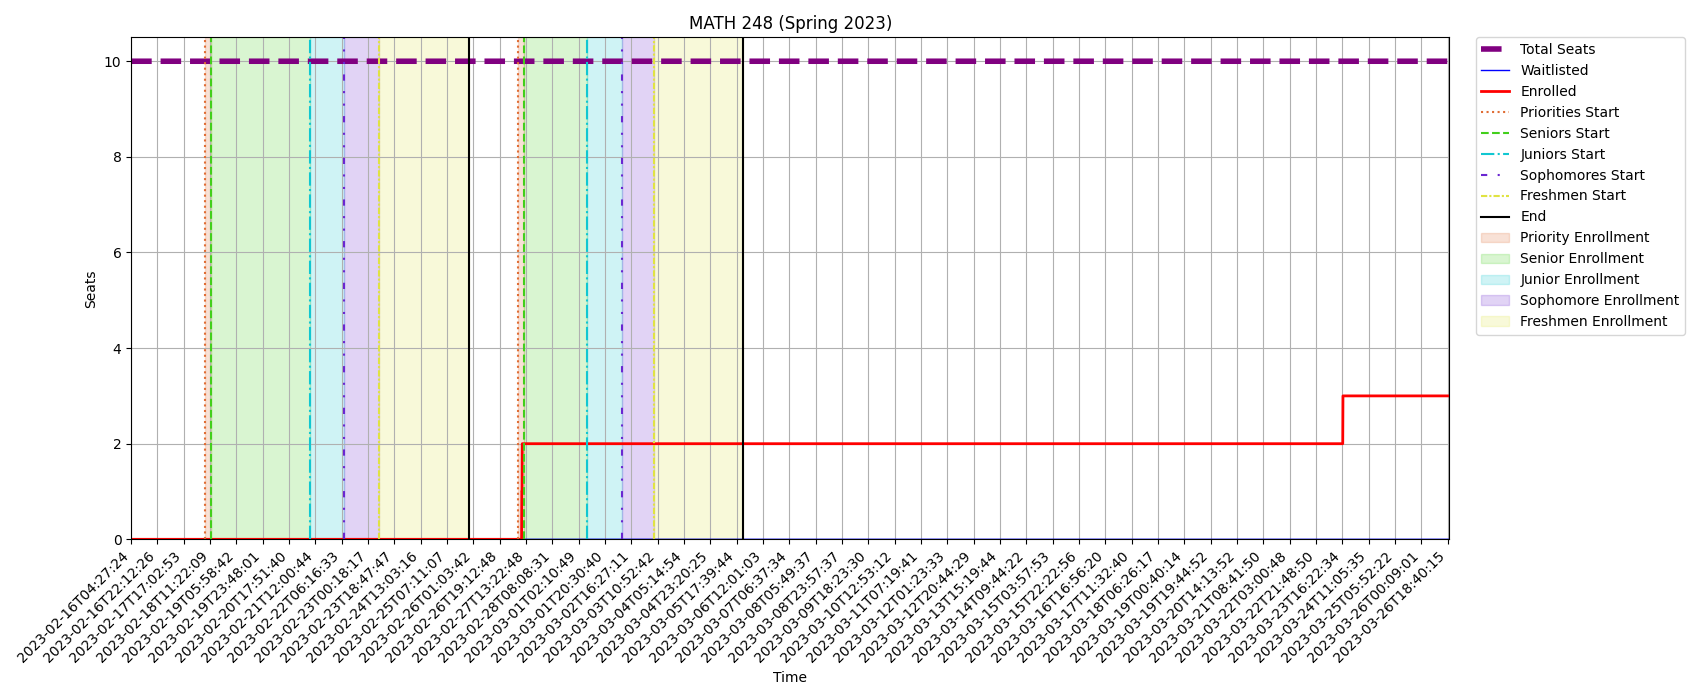 MATH 248 (Spring 2023)
Seats
10
8
6
4
2
0
2023-02-16T04:27:24
2023-02-16T22:12:26
2023-02-17T17:02:53
2023-02-18T11:22:09
2023-02-19T05:58:42
2023-02-19T23:48:01
2023-02-20T17:51:40
2023-02-21T12:00:44
2023-02-22T06:16:33
2023-02-23T00:18:17
2023-02-23T18:47:47
2023-02-24T13:03:16
2023-02-25T07:11:07
2023-02-26T01:03:42
2023-02-26T19:12:48
2023-02-27T13:22:48
2023-02-28T08:08:31
2023-03-01T02:10:49
2023-03-01T20:30:40
2023-03-02T16:27:11
2023-03-03T10:52:42
2023-03-04T05:14:54
2023-03-04T23:20:25
2023-03-05T17:39:44
2023-03-06T12:01:03
2023-03-07T06:37:34
2023-03-08T05:49:37
2023-03-08T23:57:37
2023-03-09T18:23:30
2023-03-10T12:53:12
2023-03-11T07:19:41
2023-03-12T01:23:33
2023-03-12T20:44:29
2023-03-13T15:19:44
2023-03-14T09:44:22
2023-03-15T03:57:53
2023-03-15T22:22:56
2023-03-16T16:56:20
2023-03-17T11:32:40
2023-03-18T06:26:17
2023-03-19T00:40:14
2023-03-19T19:44:52
2023-03-20T14:13:52
2023-03-21T08:41:50
2023-03-22T03:00:48
2023-03-22T21:48:50
2023-03-23T16:22:34
2023-03-24T11:05:35
2023-03-25T05:52:22
2023-03-26T00:09:01
2023-03-26T18:40:15
Time
Total Seats
Waitlisted
Enrolled
Priorities Start
Seniors Start
Juniors Start
Sophomores Start
Freshmen Start
End
Priority Enrollment
Senior Enrollment
Junior Enrollment
Sophomore Enrollment
Freshmen Enrollment